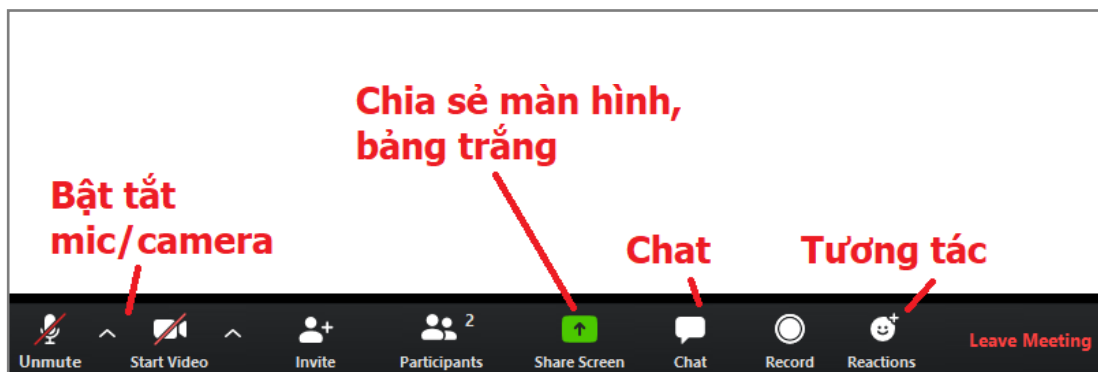 Chia sẻ màn hình,
bảng trắng
Bật tắt
mic/camera
Chat
Tương tác
2
Unmute
Start Video
Invite
Participants
Share Screen
Chat
Record
Reactions
Leave Meeting